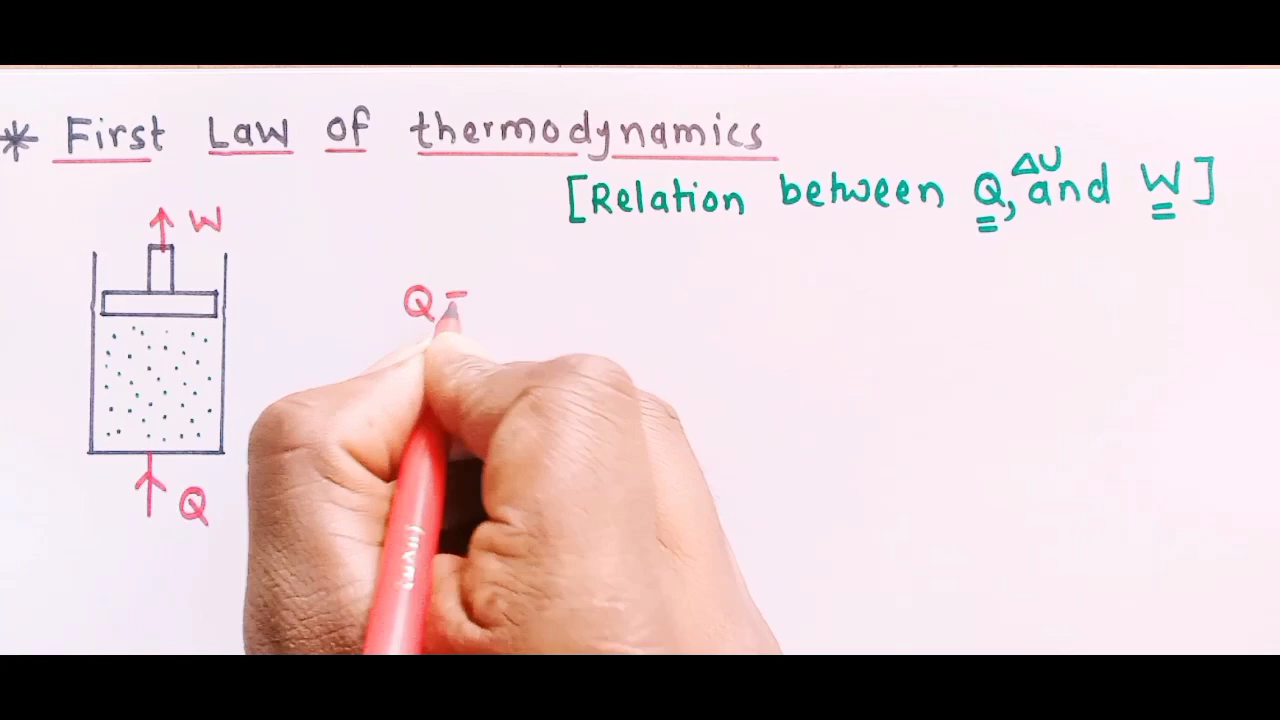 * First Law of thermodynamics
[Relation between Q, ΔU and W]
W
Q =
Q